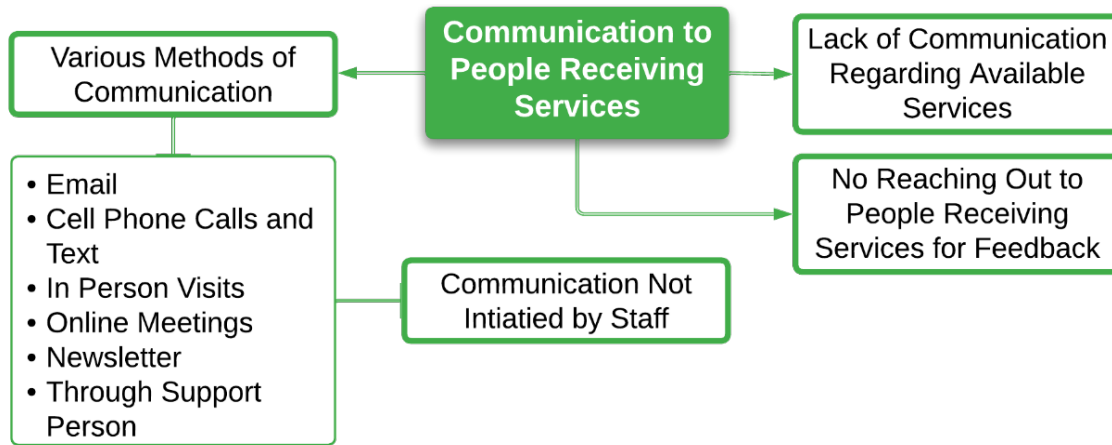 Communication to
People Receiving
Services
Various Methods of
Communication
• Email
• Cell Phone Calls and
Text
• In Person Visits
• Online Meetings
• Newsletter
• Through Support
Person
Communication Not
Intiatied by Staff
Lack of Communication
Regarding Available
Services
No Reaching Out to
People Receiving
Services for Feedback